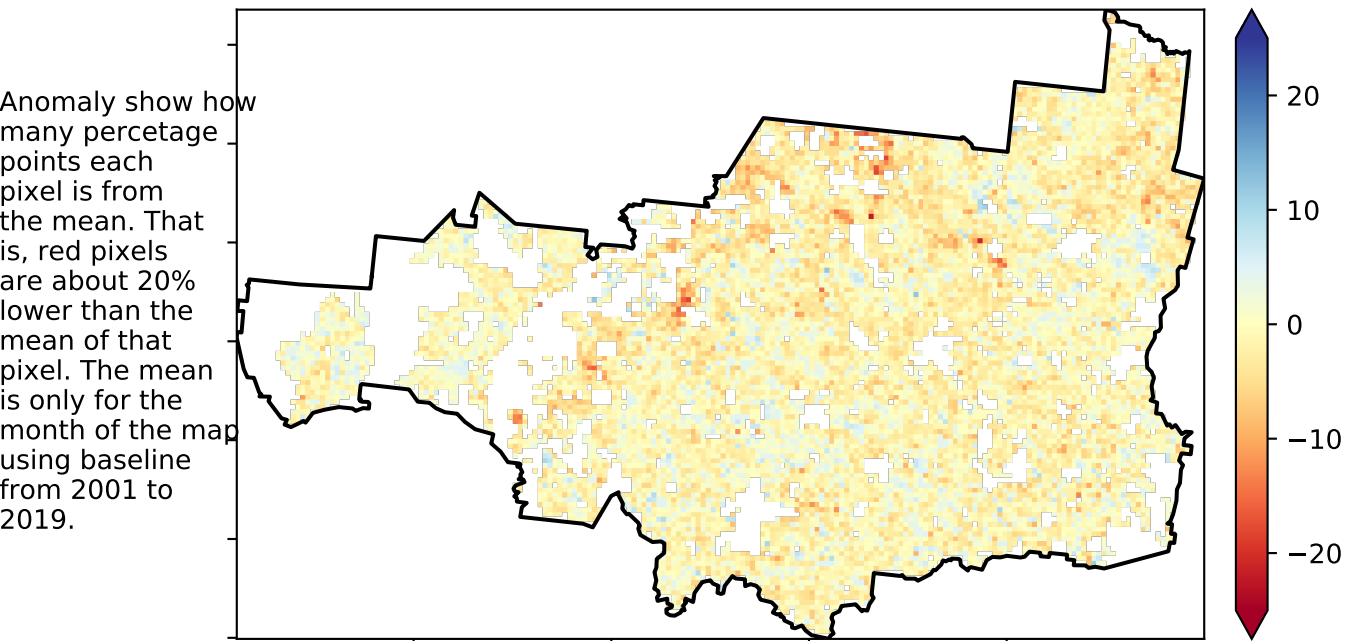 Anomaly show how
many percetage
points each
pixel is from
the mean. That
is, red pixels
are about 20%
lower than the
mean of that
pixel. The mean
is only for the
month of the map
using baseline
from 2001 to
2019.
20
10
0
−10
−20